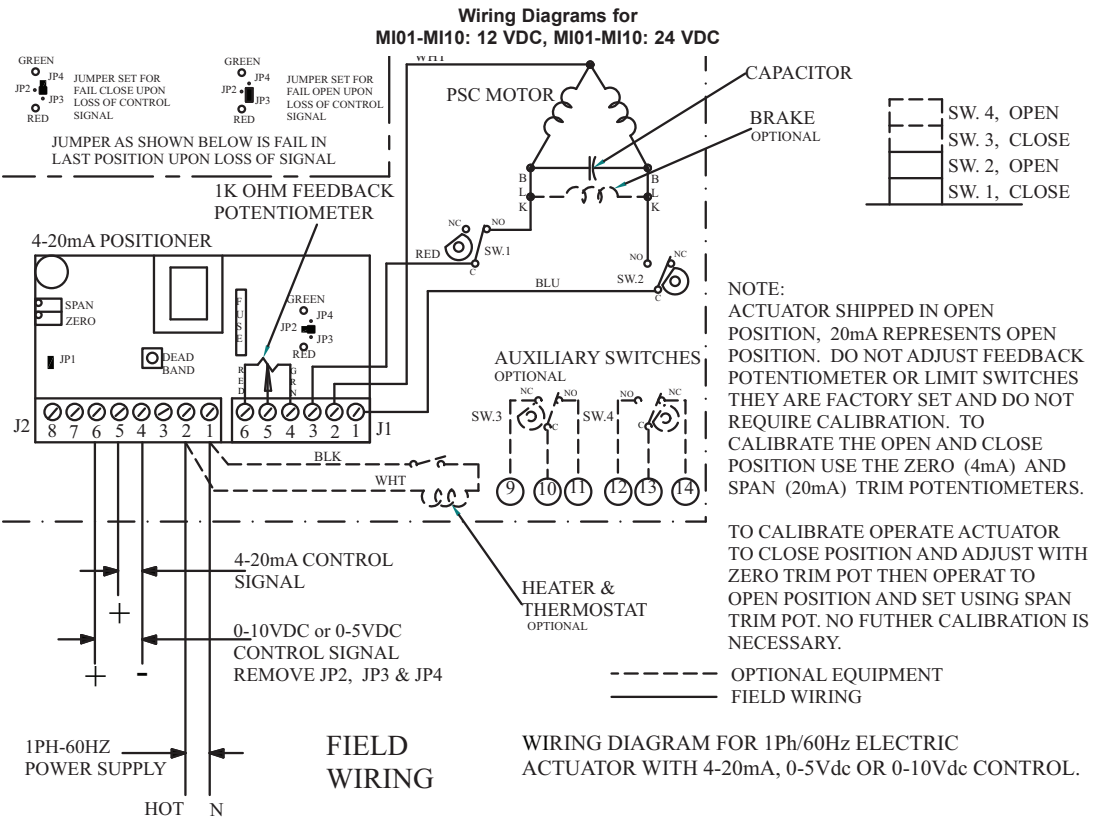 Wiring Diagrams for
MI01-MI10: 12 VDC, MI01-MI10: 24 VDC
GREEN
JP4
JP2
JP3
RED
JUMPER SET FOR
FAIL CLOSE UPON
LOSS OF CONTROL
SIGNAL
GREEN
JP4
JP2
JP3
RED
JUMPER SET FOR
FAIL OPEN UPON
LOSS OF CONTROL
SIGNAL
JUMPER AS SHOWN BELOW IS FAIL IN
LAST POSITION UPON LOSS OF SIGNAL
WHT
PSC MOTOR
CAPACITOR
BRAKE
OPTIONAL
B
L
K
B
L
K
SW. 4, OPEN
SW. 3, CLOSE
SW. 2, OPEN
SW. 1, CLOSE
1K OHM FEEDBACK
POTENTIOMETER
NC
NO
RED
SW.1
C
NO
NC
SW.2
C
BLU
4-20mA POSITIONER
SPAN
ZERO
JP1
DEAD
BAND
F
U
S
E
GREEN
JP4
JP2
JP3
RED
R
E
D
G
R
N
J2
8 7 6 5 4 3 2 1
6 5 4 3 2 1
J1
AUXILIARY SWITCHES
OPTIONAL
NC
NO
SW.3
C
NO
NC
SW.4
C
9 10 11 12 13 14
BLK
WHT
NOTE:
ACTUATOR SHIPPED IN OPEN
POSITION, 20mA REPRESENTS OPEN
POSITION. DO NOT ADJUST FEEDBACK
POTENTIOMETER OR LIMIT SWITCHES
THEY ARE FACTORY SET AND DO NOT
REQUIRE CALIBRATION. TO
CALIBRATE THE OPEN AND CLOSE
POSITION USE THE ZERO (4mA) AND
SPAN (20mA) TRIM POTENTIOMETERS.
TO CALIBRATE OPERATE ACTUATOR
TO CLOSE POSITION AND ADJUST WITH
ZERO TRIM POT THEN OPERAT TO
OPEN POSITION AND SET USING SPAN
TRIM POT. NO FUTHER CALIBRATION IS
NECESSARY.
4-20mA CONTROL
SIGNAL
+
0-10VDC or 0-5VDC
CONTROL SIGNAL
REMOVE JP2, JP3 & JP4
+ -
HEATER &
THERMOSTAT
OPTIONAL
OPTIONAL EQUIPMENT
FIELD WIRING
1PH-60HZ
POWER SUPPLY
HOT N
FIELD
WIRING
WIRING DIAGRAM FOR 1Ph/60Hz ELECTRIC
ACTUATOR WITH 4-20mA, 0-5Vdc OR 0-10Vdc CONTROL.